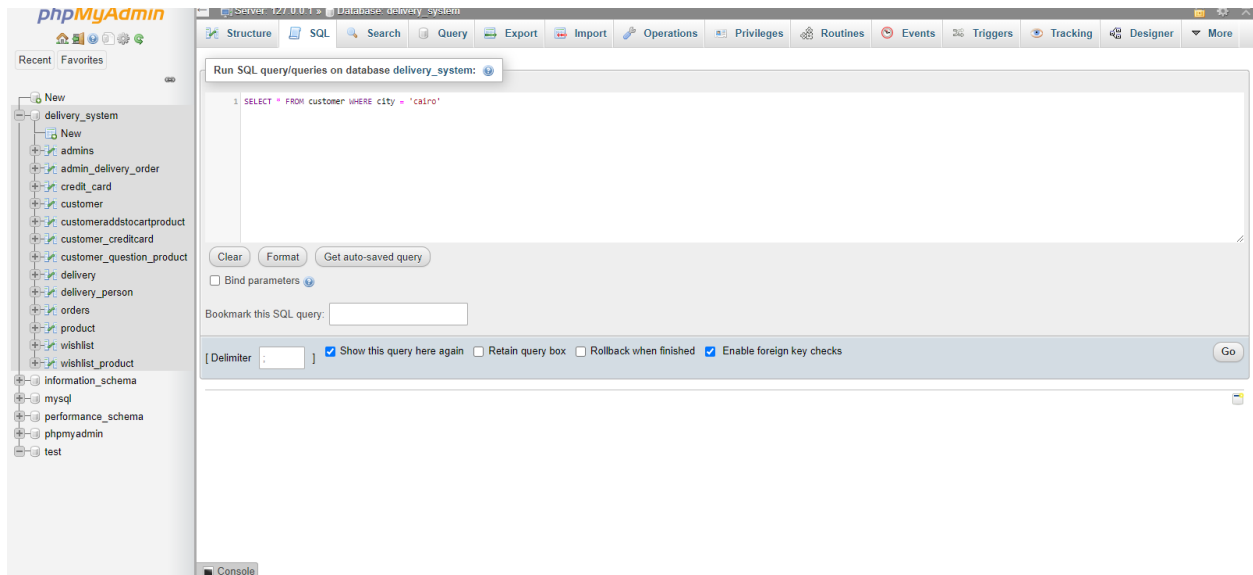 phpMyAdmin
Recent Favorites
New
delivery_system
New
admins
admin_delivery_order
credit_card
customer
customeraddstocartproduct
customer_creditcard
customer_question_product
delivery
delivery_person
orders
product
wishlist
wishlist_product
information_schema
mysql
performance_schema
phpmyadmin
test
Server: 127.0.0.1 » Database: delivery_system
Structure SQL Search Query Export Import Operations Privileges Routines Events Triggers Tracking Designer More
Run SQL query/queries on database delivery_system:
1 SELECT * FROM customer WHERE city = 'cairo'
Clear Format Get auto-saved query
Bind parameters
Bookmark this SQL query:
[ Delimiter ; ] Show this query here again Retain query box Rollback when finished Enable foreign key checks Go
Console